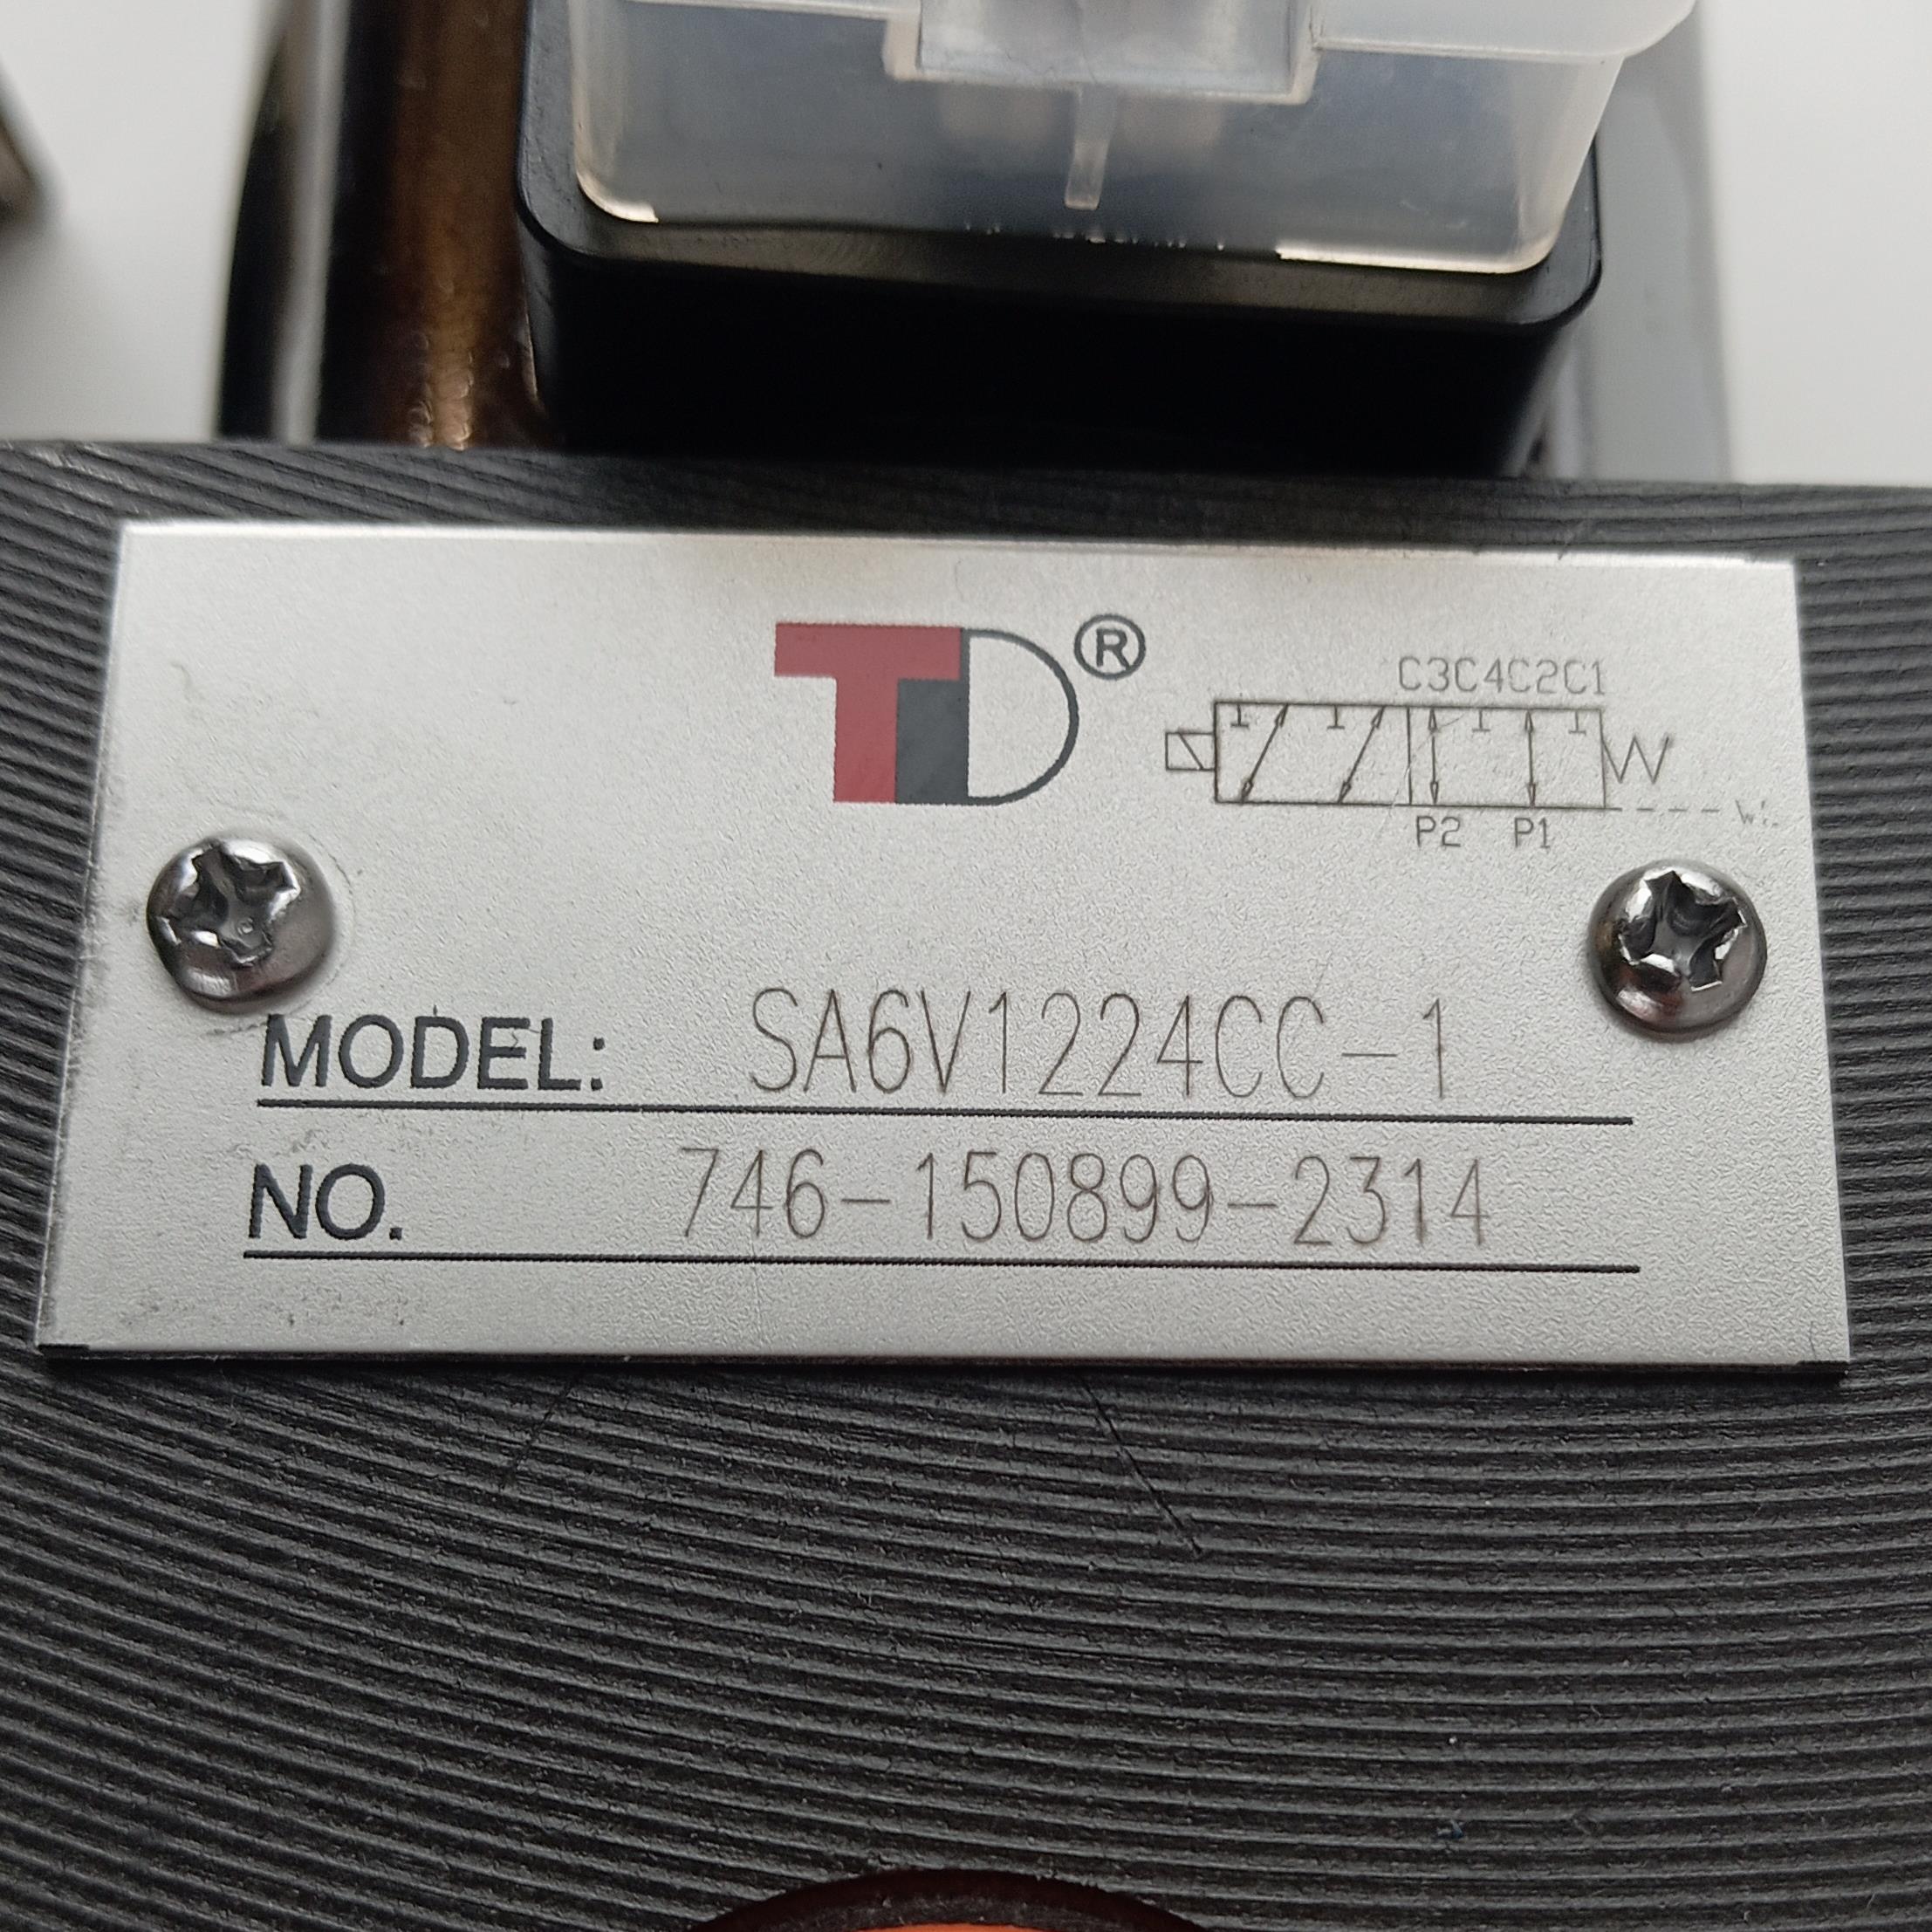 TD®
C3C4C2C1
P2 P1
MODEL: SA6V1224CC-1
NO. 746-150899-2314